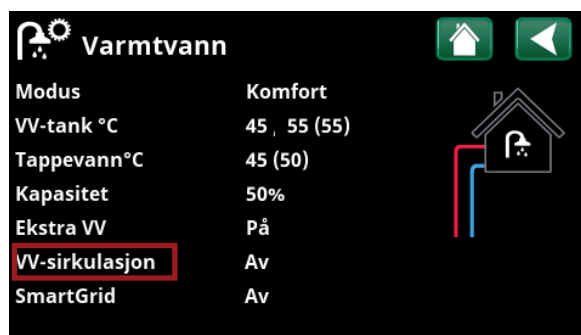 Varmtvann
Modus Komfort
VV-tank °C 45 , 55 (55)
Tappevann°C 45 (50)
Kapasitet 50%
Ekstra VV På
VV-sirkulasjon Av
SmartGrid Av